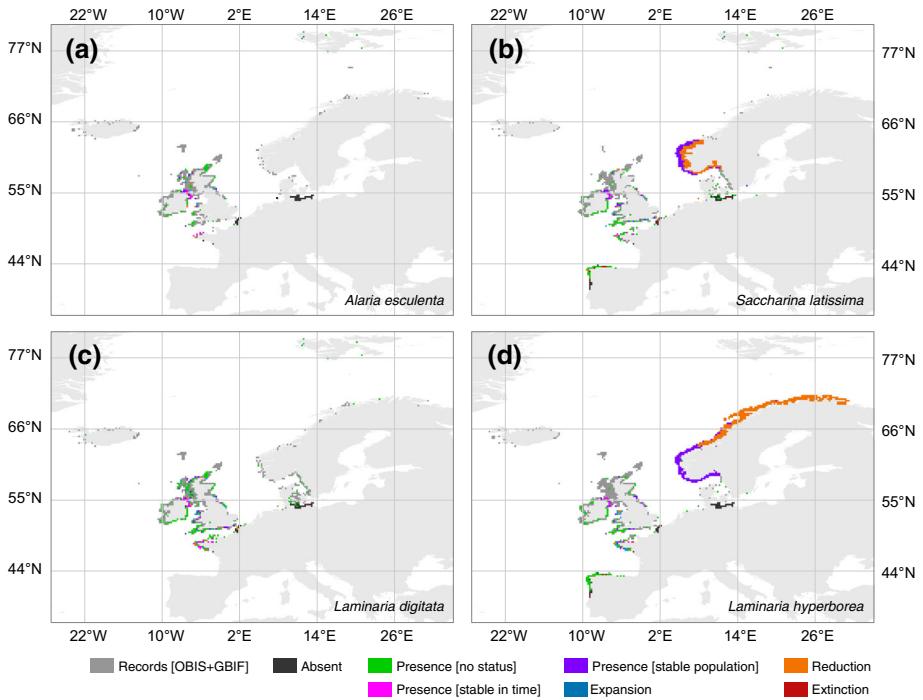 22°W 10°W 2°E 14°E 26°E 22°W 10°W 2°E 14°E 26°E
(a)
(b)
77°N 77°N
66°N 66°N
55°N 55°N
44°N 44°N
Alaria esculenta
Saccharina latissima
(c)
(d)
77°N 77°N
66°N 66°N
55°N 55°N
44°N 44°N
Laminaria digitata
Laminaria hyperborea
22°W 10°W 2°E 14°E 26°E 22°W 10°W 2°E 14°E 26°E
Records [OBIS+GBIF] Absent Presence [no status] Presence [stable population] Reduction
Presence [stable in time] Expansion Extinction